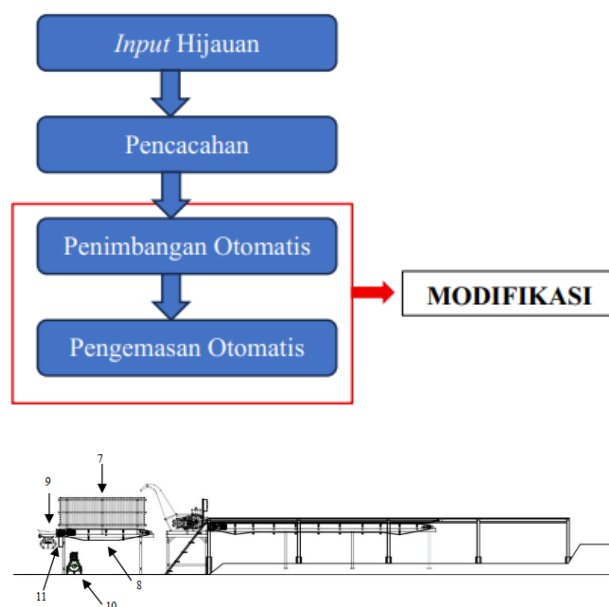 Input Hijauan
Pencacahan
Penimbangan Otomatis
MODIFIKASI
Pengemasan Otomatis
7
9
8
11
10